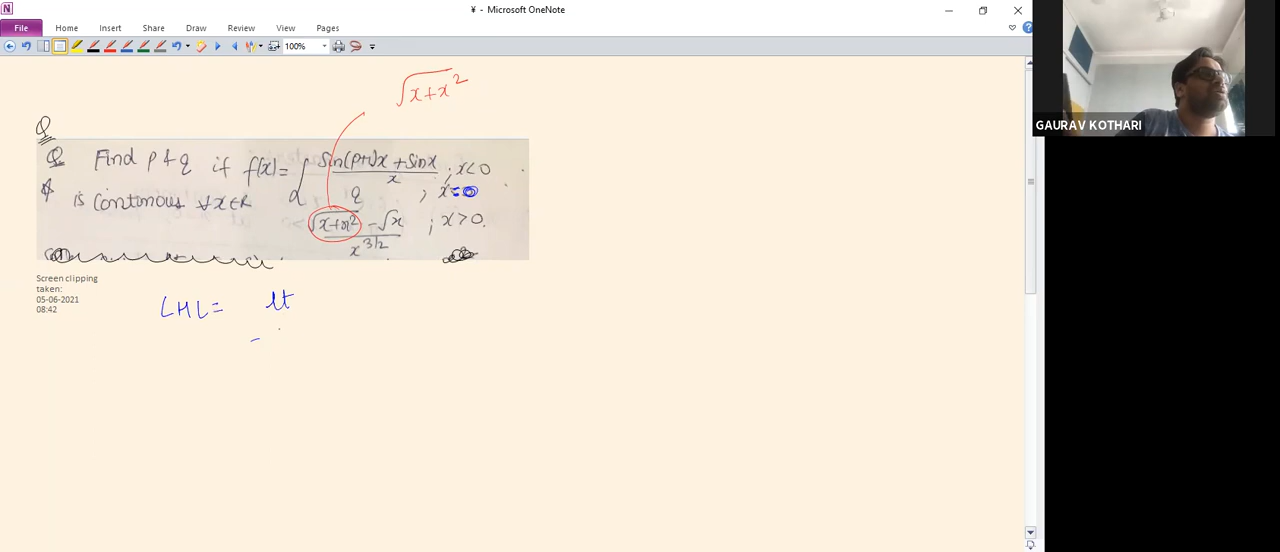 ¥ - Microsoft OneNote
File Home Insert Share Draw Review View Pages
100%
GAURAV KOTHARI
√x+x²
Q
Q Find p & q if f(x) = sin(p+1)x + sinx / x ; x<0
is continous ∀x∈R q ; x=0
√x+x² - √x / x^3/2 ; x>0.
Screen clipping
taken:
05-06-2021
08:42
LHL = lt